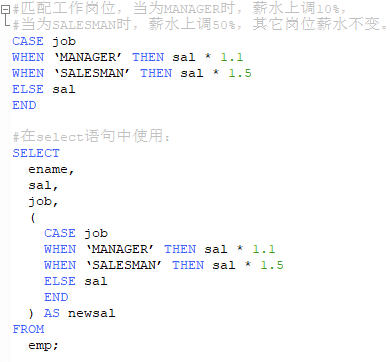 #匹配工作岗位，当为MANAGER时，薪水上调10%，
#当为SALESMAN时，薪水上调50%，其它岗位薪水不变。
CASE job
WHEN ‘MANAGER’ THEN sal * 1.1
WHEN ‘SALESMAN’ THEN sal * 1.5
ELSE sal
END
#在select语句中使用：
SELECT
ename,
sal,
job,
(
CASE job
WHEN ‘MANAGER’ THEN sal * 1.1
WHEN ‘SALESMAN’ THEN sal * 1.5
ELSE sal
END
) AS newsal
FROM
emp;